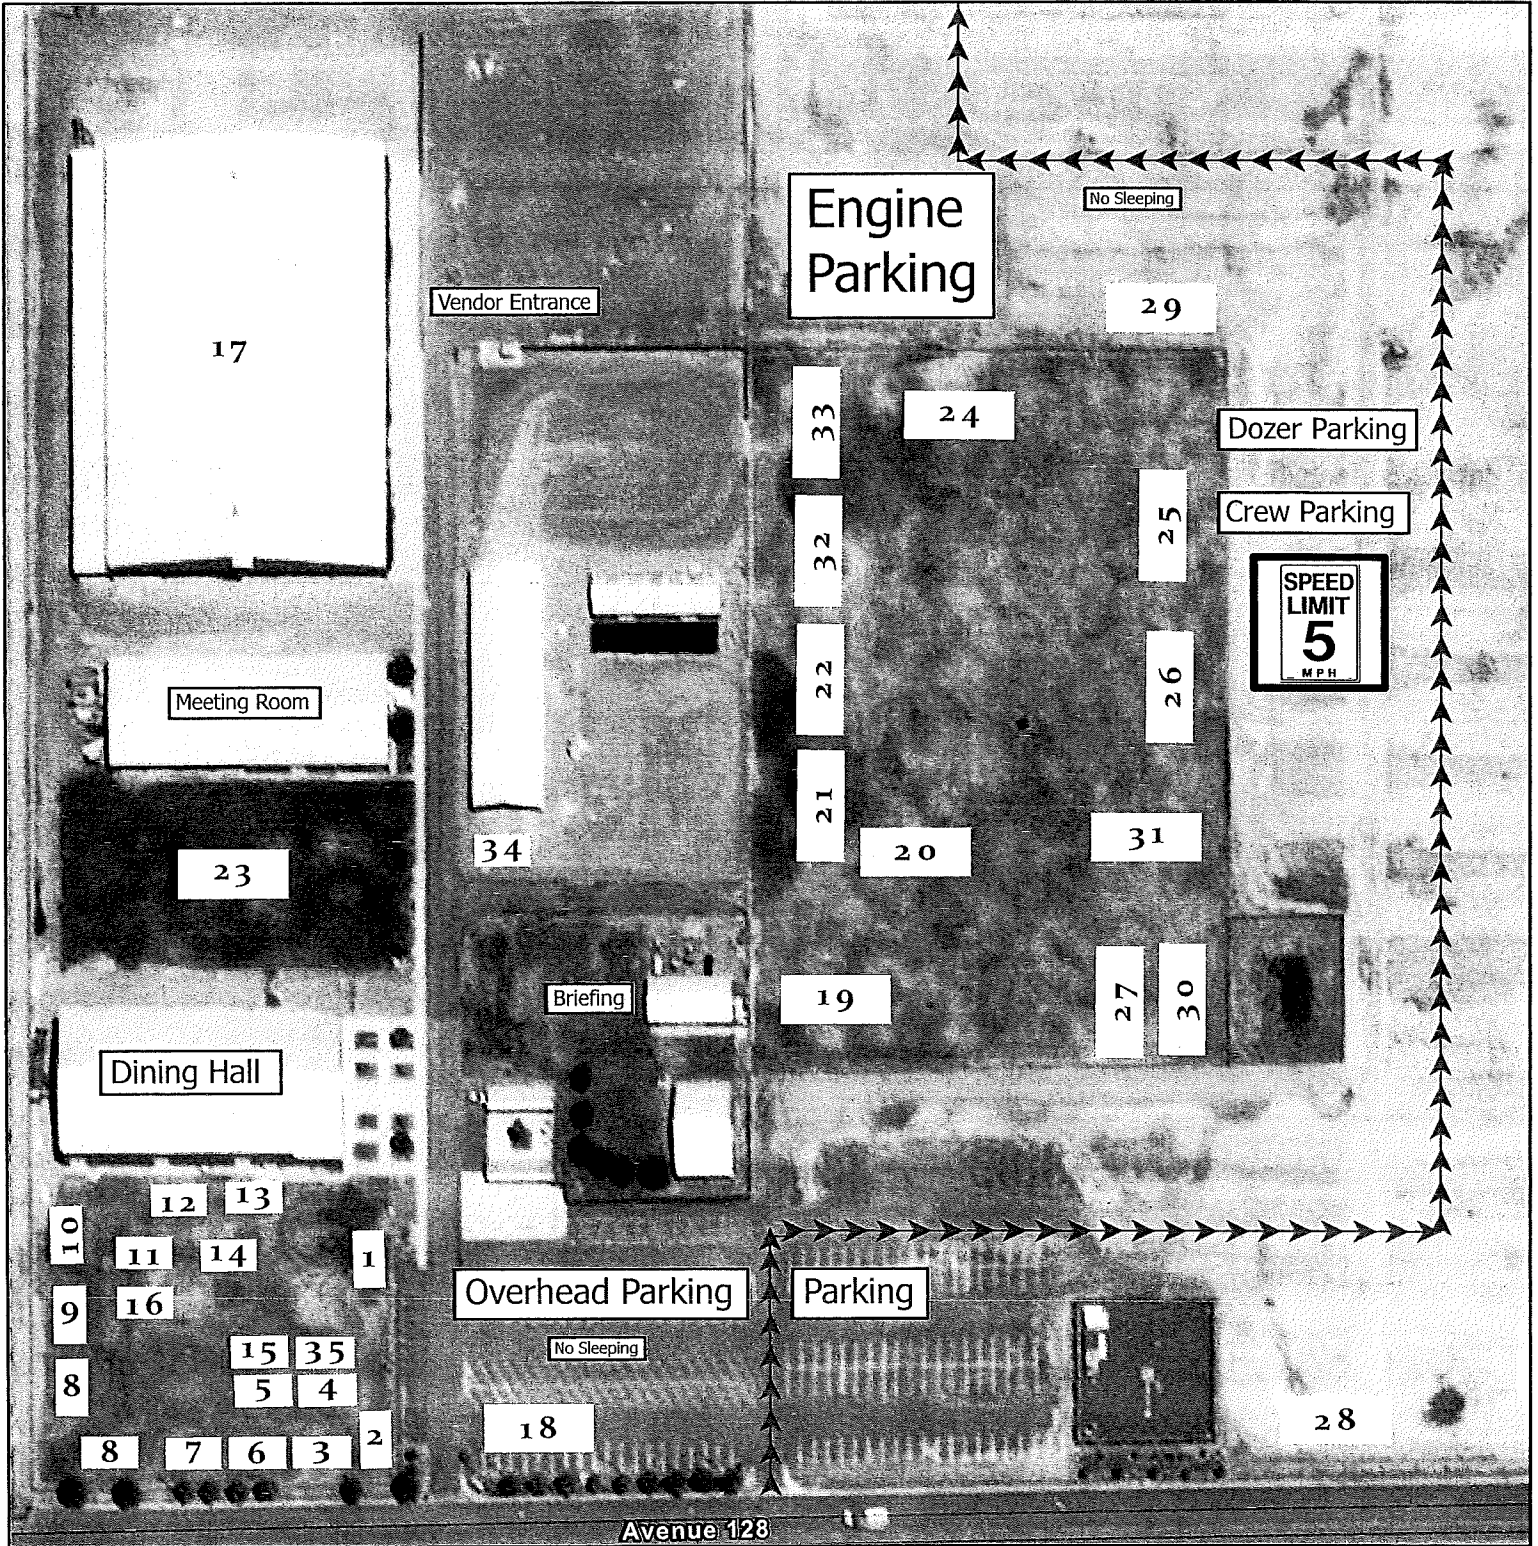 No Sleeping
Engine
Parking
Vendor Entrance
29
17
33
24
Dozer Parking
25
Crew Parking
32
SPEED
LIMIT
5
MPH
22
26
Meeting Room
21
20
31
34
23
Briefing
19
27
30
Dining Hall
12
13
10
11
14
1
Overhead Parking
Parking
9
16
No Sleeping
15
35
8
5
4
18
28
2
8
7
6
3
Avenue 128